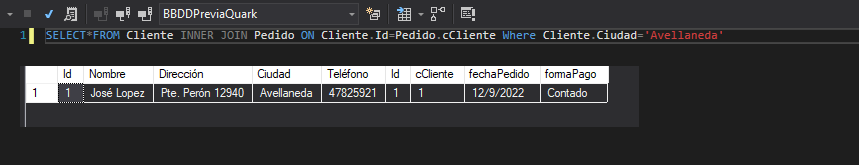 BBDDPreviaQuark
1 SELECT*FROM Cliente INNER JOIN Pedido ON Cliente.Id=Pedido.cCliente Where Cliente.Ciudad='Avellaneda'
Id Nombre Dirección Ciudad Teléfono Id cCliente fechaPedido formaPago
1 1 José Lopez Pte. Perón 12940 Avellaneda 47825921 1 1 12/9/2022 Contado